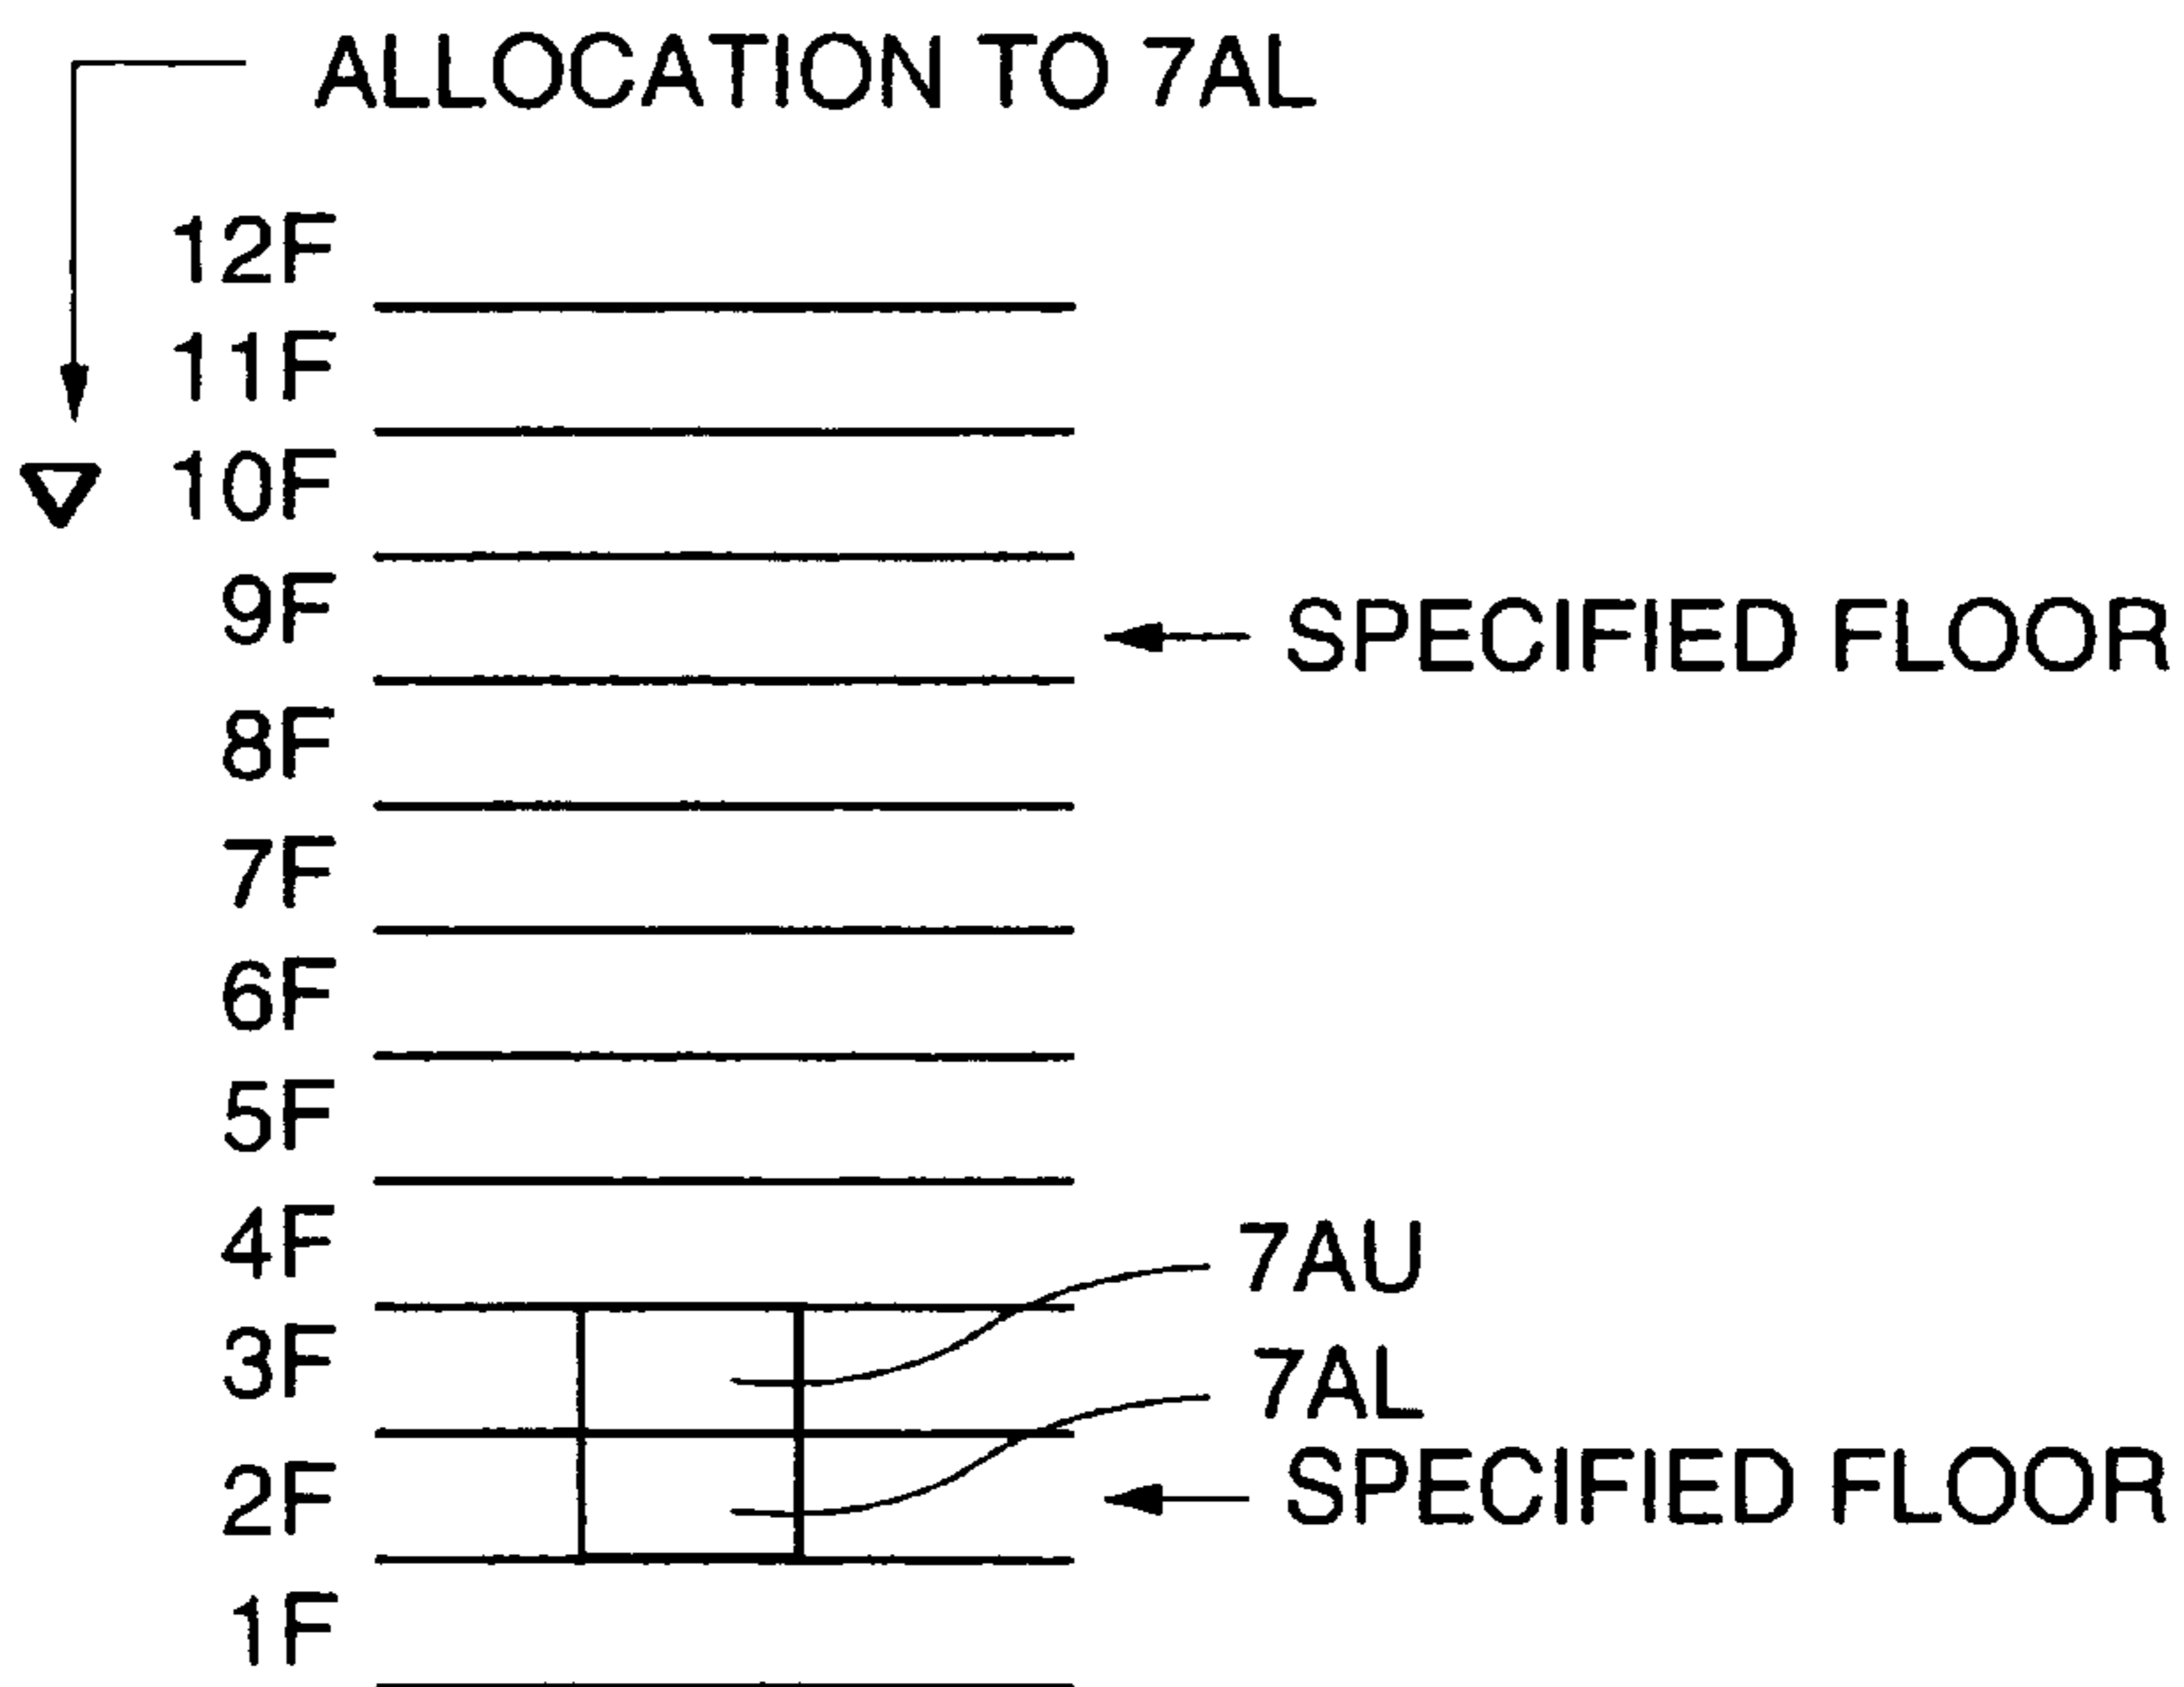 ALLOCATION TO 7AL
12F
11F
10F
9F
SPECIFIED FLOOR
8F
7F
6F
5F
4F
7AU
3F
7AL
2F
SPECIFIED FLOOR
1F